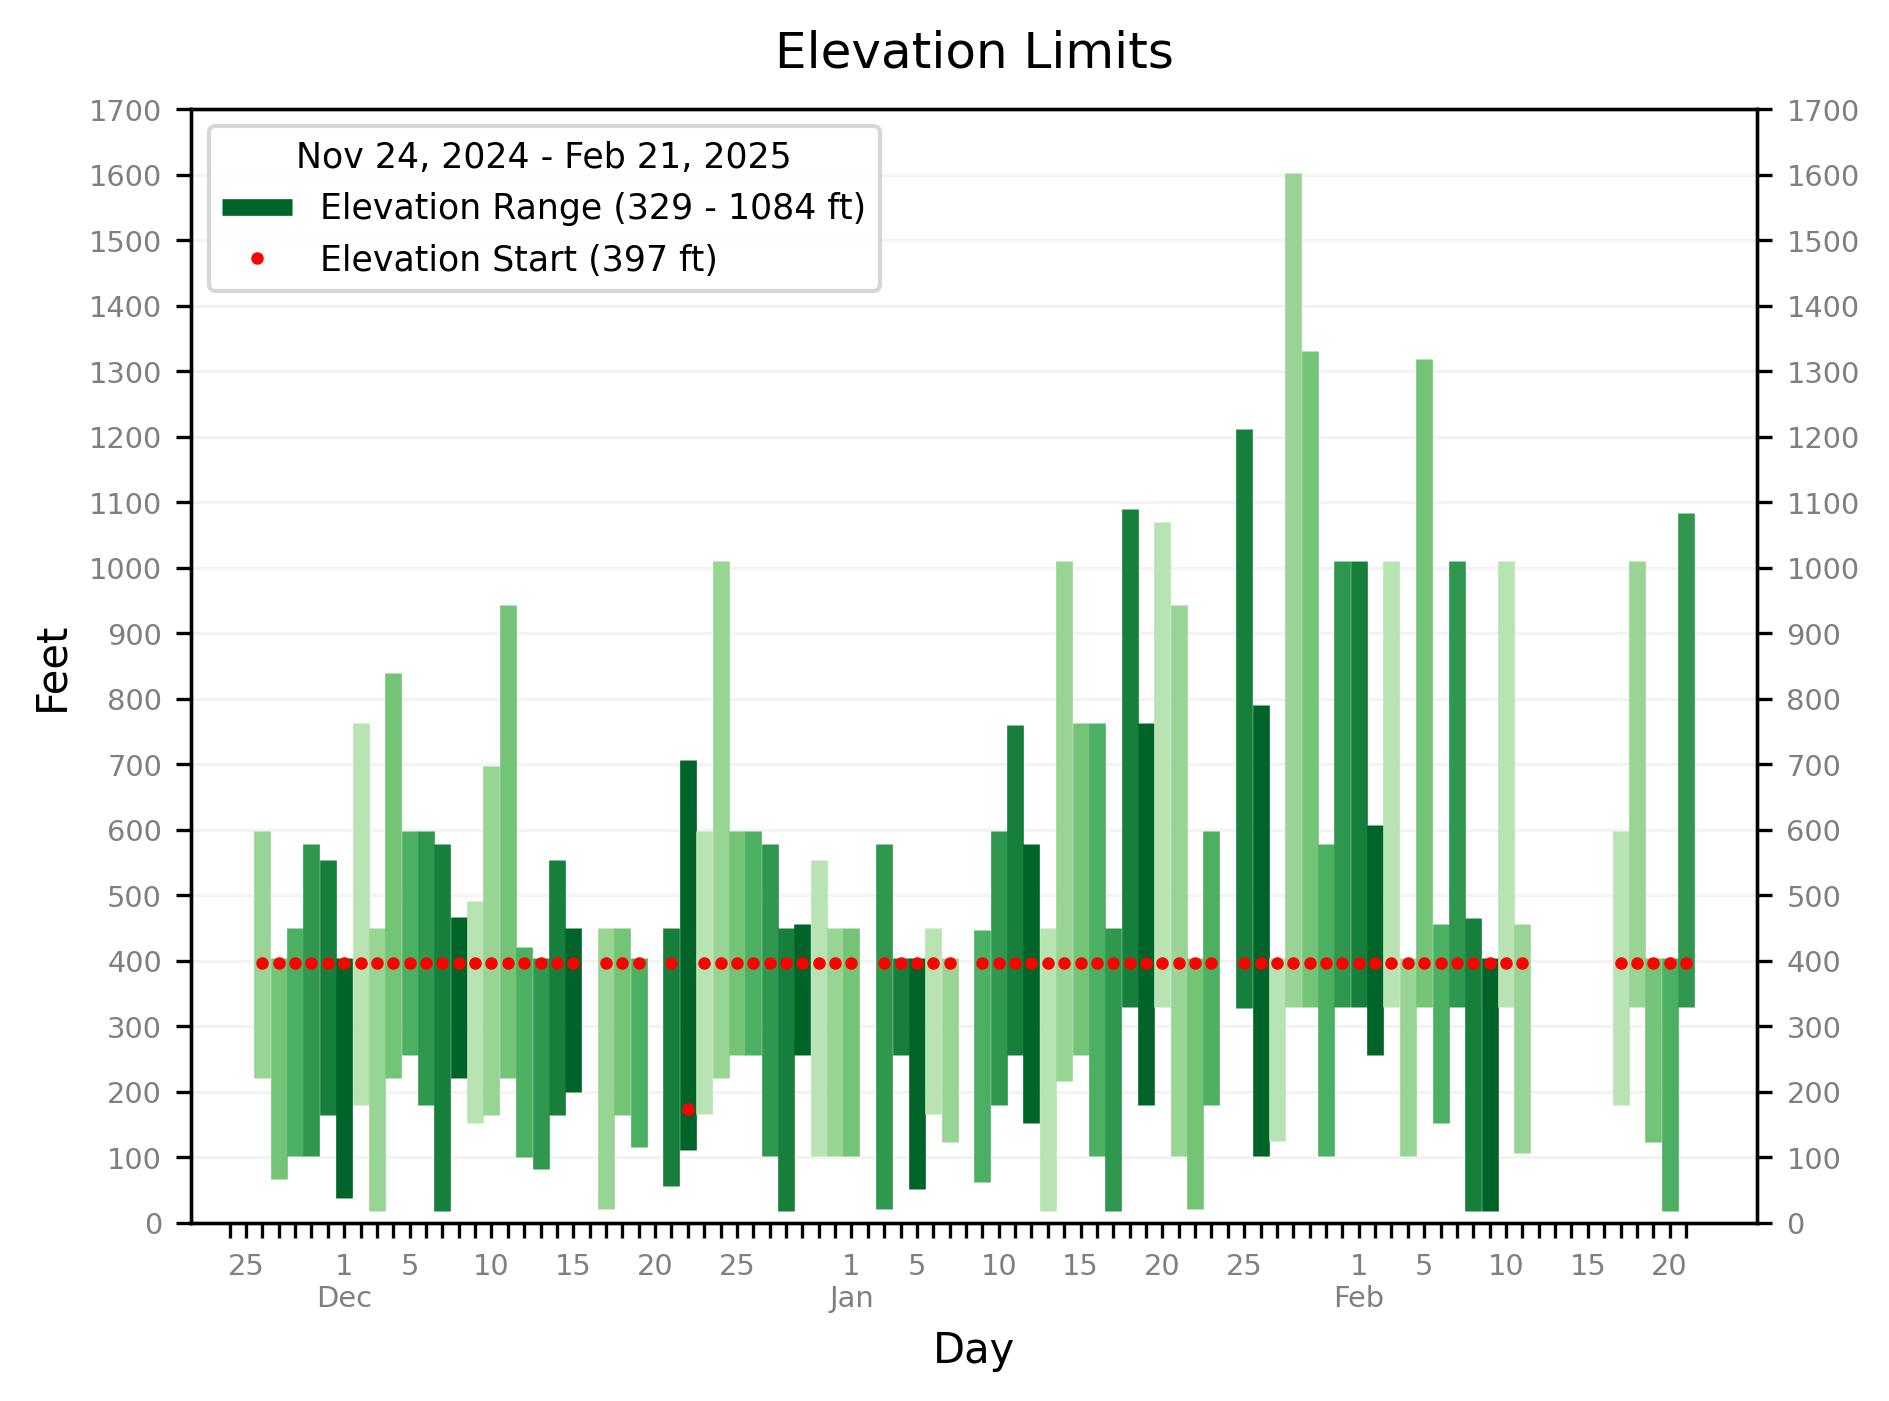 Elevation Limits
Nov 24, 2024 - Feb 21, 2025
Elevation Range (329 - 1084 ft)
Elevation Start (397 ft)
1700 1700
1600 1600
1500 1500
1400 1400
1300 1300
1200 1200
1100 1100
1000 1000
900 900
800 800
700 700
600 600
500 500
400 400
300 300
200 200
100 100
0 0
Feet
25 1 5 10 15 20 25 1 5 10 15 20 25 1 5 10 15 20
Dec Jan Feb
Day